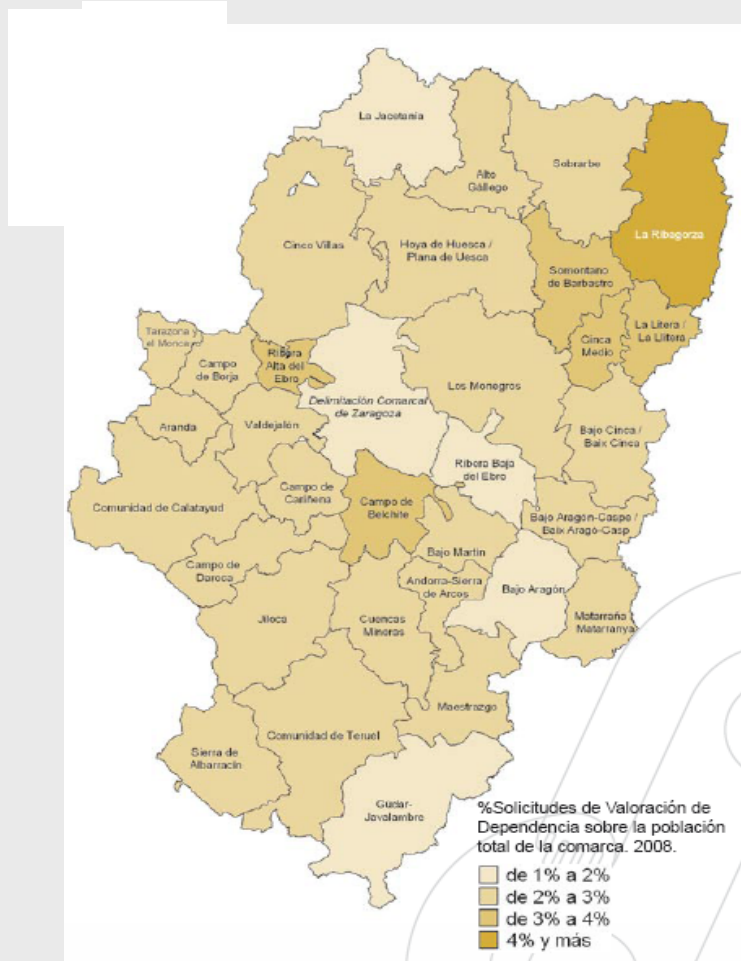 La Jacetania
Alto
Gállego
Sobrarbe
La Ribagorza
Cinco Villas
Hoya de Huesca /
Plana de Uesca
Somontano
de Barbastro
Tarazona y
el Moncayo
Campo
de Borja
Ribera
Alta del
Ebro
Cinca
Medio
La Litera /
La Llitera
Delimitación Comarcal
de Zaragoza
Los Monegros
Aranda
Valdejalón
Bajo Cinca /
Baix Cinca
Ribera Baja
del Ebro
Comunidad de Calatayud
Campo de
Cariñena
Campo de
Belchite
Bajo Aragón-Caspe /
Baix Aragó-Casp
Bajo Martín
Campo de
Daroca
Andorra-Sierra
de Arcos
Bajo Aragón
Jiloca
Cuencas
Mineras
Matarraña
Matarranya
Maestrazgo
Comunidad de Teruel
Sierra de
Albarracín
Gúdar-
Javalambre
%Solicitudes de Valoración de
Dependencia sobre la población
total de la comarca. 2008.
de 1% a 2%
de 2% a 3%
de 3% a 4%
4% y más